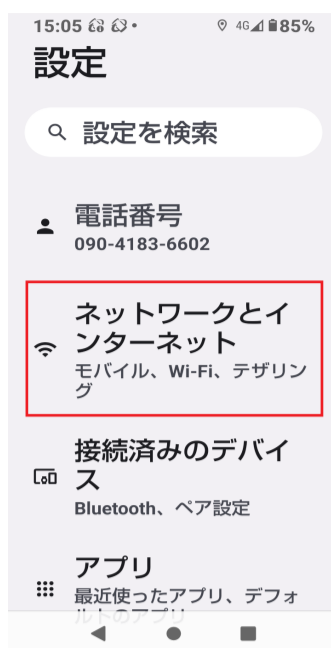 15:05 4G 85%
設定
設定を検索
電話番号
090-4183-6602
ネットワークとイ
ンターネット
モバイル、Wi-Fi、テザリン
グ
接続済みのデバイ
ス
Bluetooth、ペア設定
アプリ
最近使ったアプリ、デフォ
ルトのアプリ